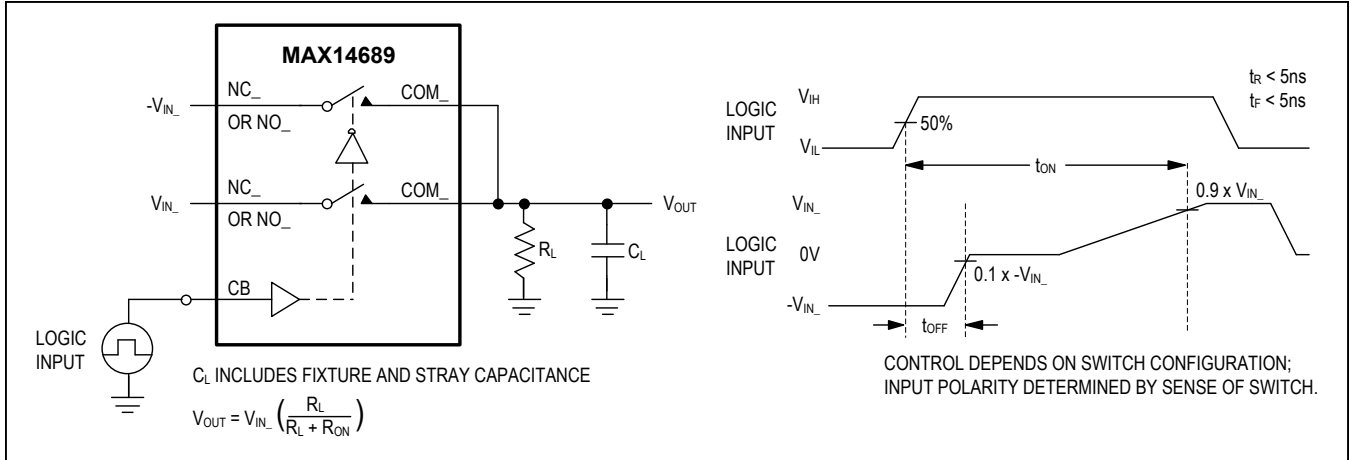 MAX14689
-VIN_
NC_
OR NO_
COM_
VIN_
NC_
OR NO_
COM_
VOUT
RL
CL
CB
LOGIC
INPUT
CL INCLUDES FIXTURE AND STRAY CAPACITANCE
VOUT = VIN_ ( RL / RL + RON )
tR < 5ns
tF < 5ns
LOGIC
INPUT
VIH
VIL
50%
tON
VIN_
0.9 x VIN_
LOGIC
INPUT
0V
0.1 x -VIN_
-VIN_
tOFF
CONTROL DEPENDS ON SWITCH CONFIGURATION;
INPUT POLARITY DETERMINED BY SENSE OF SWITCH.